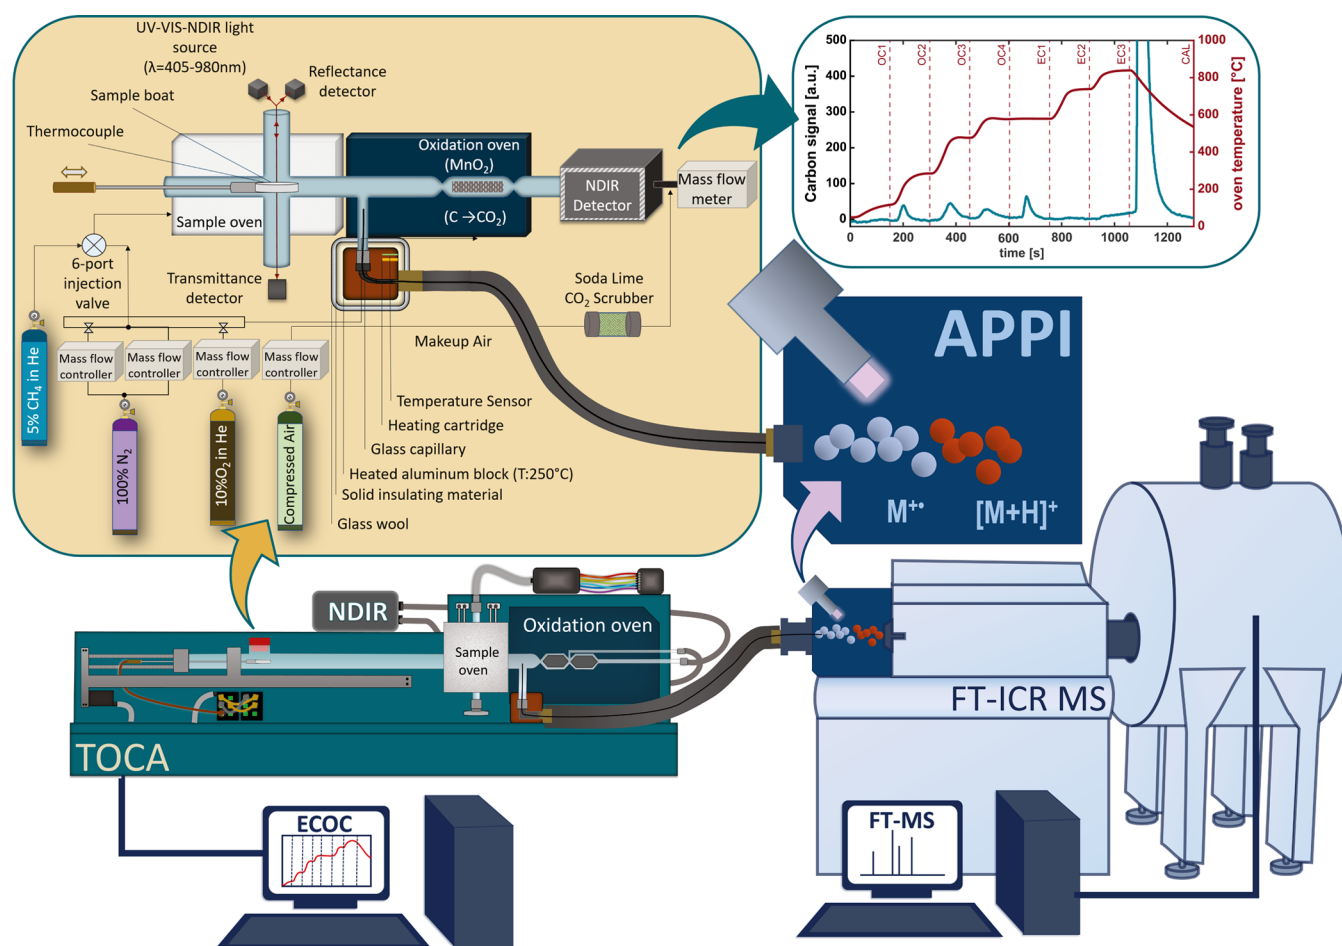 UV-VIS-NDIR light
source
(λ=405-980nm)
Reflectance
detector
Sample boat
Thermocouple
Oxidation oven
(MnO₂)
NDIR
Detector
Mass flow
meter
Sample oven
(C →CO₂)
6-port
injection
valve
Transmittance
detector
Soda Lime
CO₂ Scrubber
Makeup Air
Mass flow
controller
Mass flow
controller
Mass flow
controller
Mass flow
controller
5% CH₄ in He
100% N₂
10%O₂ in He
Compressed Air
Temperature Sensor
Heating cartridge
Glass capillary
Heated aluminum block (T:250°C)
Solid insulating material
Glass wool
Carbon signal [a.u.]
500
400
300
200
100
0
OC1
OC2
OC3
OC4
EC1
EC2
EC3
CAL
1000
800
600
400
200
0
oven temperature [°C]
0
200
400
600
800
1000
1200
time [s]
APPI
M⁺•
[M+H]⁺
NDIR
Oxidation oven
Sample
oven
TOCA
FT-ICR MS
ECOC
FT-MS